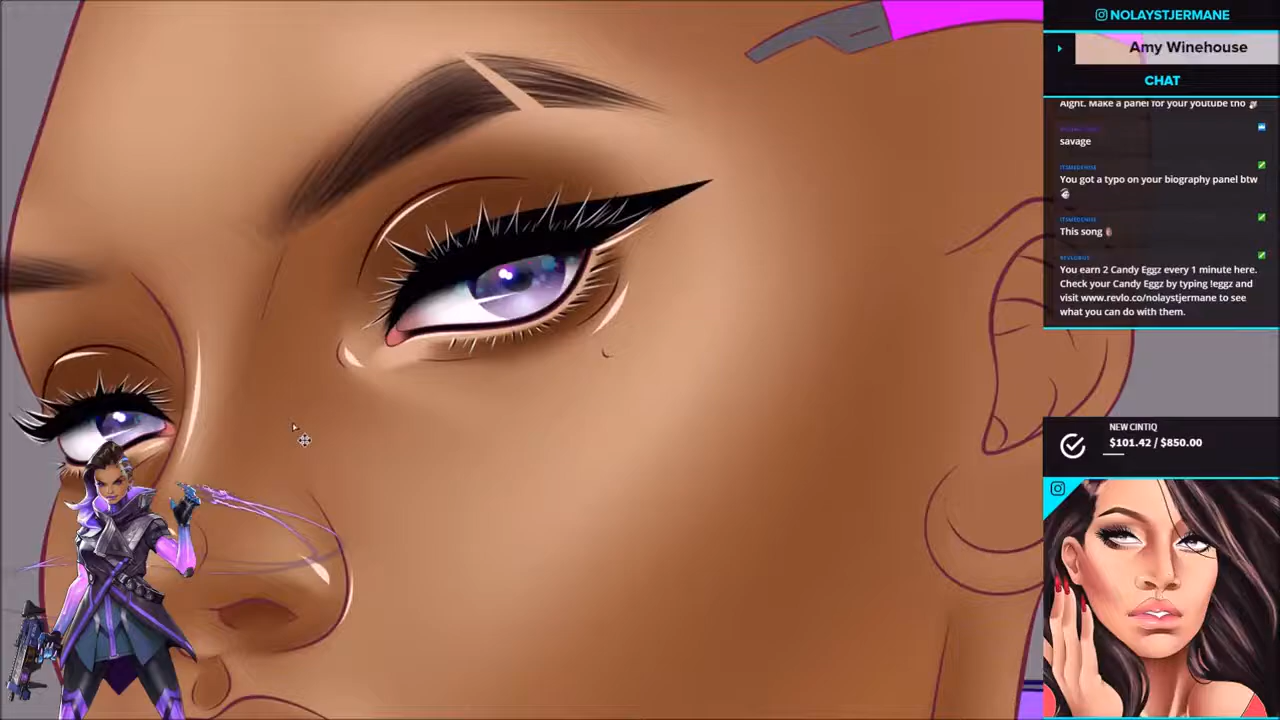 NOLAYSTJERMANE
Amy Winehouse
CHAT
Aight. Make a panel for your youtube tho
savage
ITSMEDENISE
You got a typo on your biography panel btw
ITSMEDENISE
This song
REVLOBOT
You earn 2 Candy Eggz every 1 minute here.
Check your Candy Eggz by typing !eggz and
visit www.revlo.co/nolaystjermane to see
what you can do with them.
NEW CINTIQ
$101.42 / $850.00